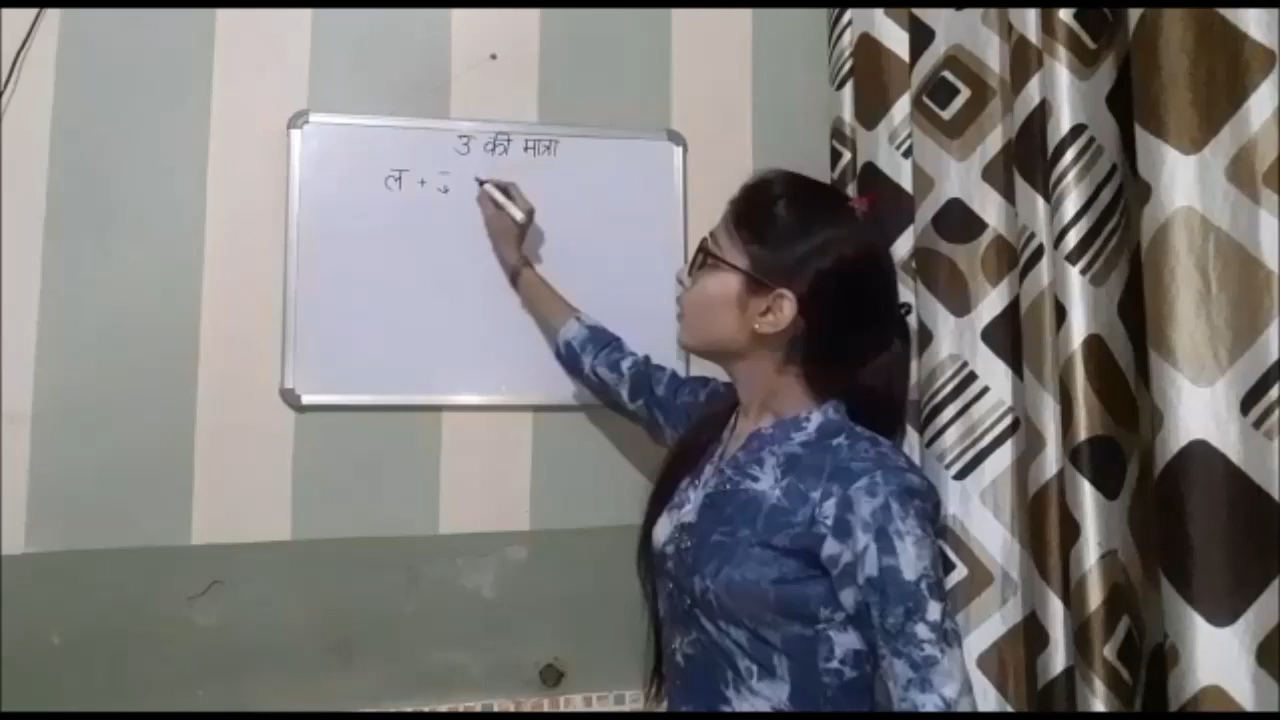 उ की मात्रा
ल + ु